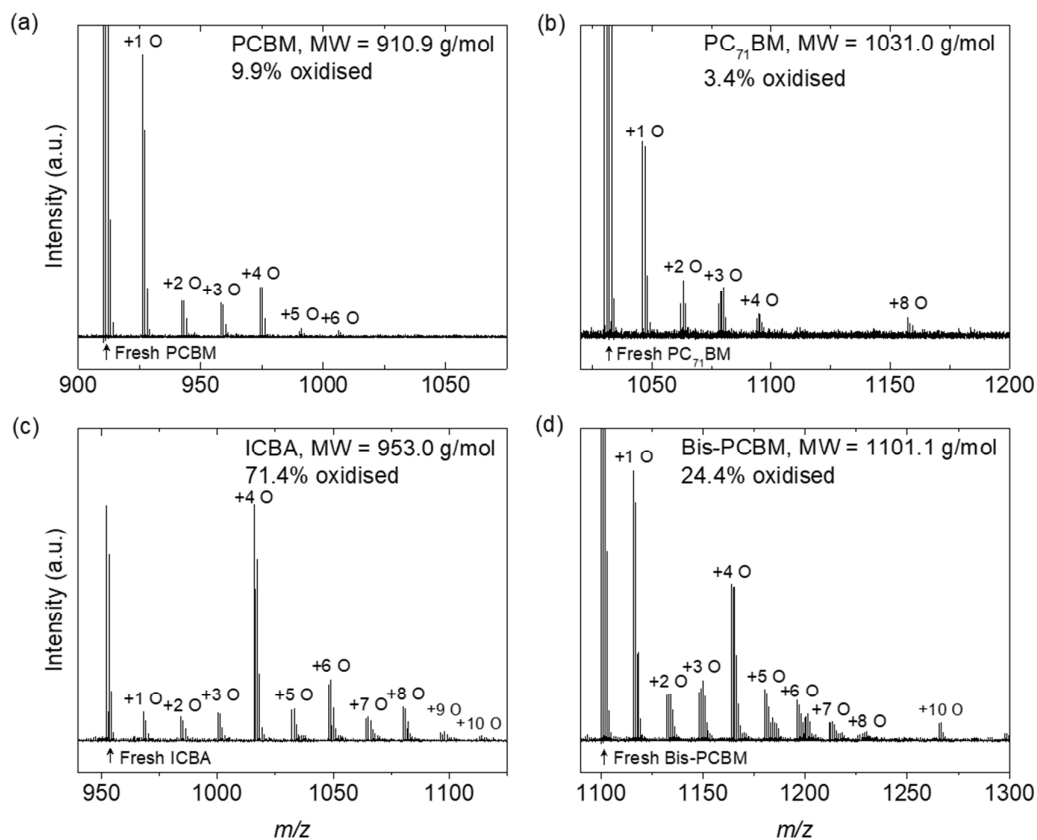 (a)
PCBM, MW = 910.9 g/mol
9.9% oxidised
+1 O
+2 O
+3 O
+4 O
+5 O
+6 O
Fresh PCBM
Intensity (a.u.)
900
950
1000
1050
(b)
PC₇₁BM, MW = 1031.0 g/mol
3.4% oxidised
+1 O
+2 O
+3 O
+4 O
+8 O
Fresh PC₇₁BM
1050
1100
1150
1200
(c)
ICBA, MW = 953.0 g/mol
71.4% oxidised
+4 O
+1 O
+2 O
+3 O
+5 O
+6 O
+7 O
+8 O
+9 O
+10 O
Fresh ICBA
Intensity (a.u.)
950
1000
1050
1100
m/z
(d)
Bis-PCBM, MW = 1101.1 g/mol
24.4% oxidised
+1 O
+2 O
+3 O
+4 O
+5 O
+6 O
+7 O
+8 O
+10 O
Fresh Bis-PCBM
1100
1150
1200
1250
1300
m/z